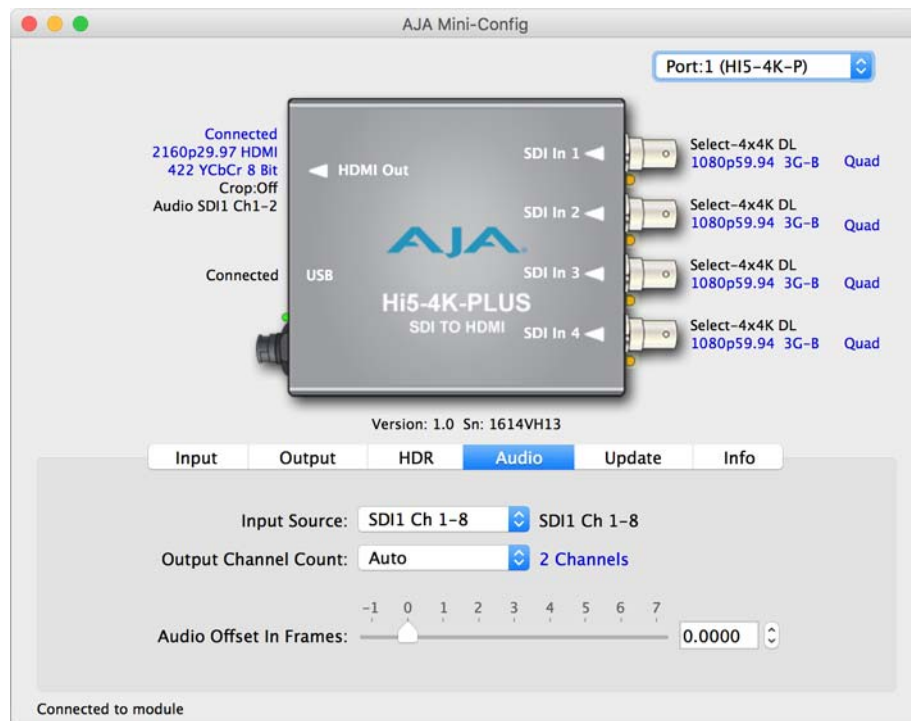 AJA Mini-Config
Port:1 (HI5-4K-P)
Connected
2160p29.97 HDMI
422 YCbCr 8 Bit
Crop:Off
Audio SDI1 Ch1-2
Connected
HDMI Out
USB
AJA
Hi5-4K-PLUS
SDI TO HDMI
SDI In 1
SDI In 2
SDI In 3
SDI In 4
Select-4x4K DL
1080p59.94 3G-B Quad
Select-4x4K DL
1080p59.94 3G-B Quad
Select-4x4K DL
1080p59.94 3G-B Quad
Select-4x4K DL
1080p59.94 3G-B Quad
Version: 1.0 Sn: 1614VH13
Input Output HDR Audio Update Info
Input Source: SDI1 Ch 1-8 SDI1 Ch 1-8
Output Channel Count: Auto 2 Channels
-1 0 1 2 3 4 5 6 7
Audio Offset In Frames: 0.0000
Connected to module